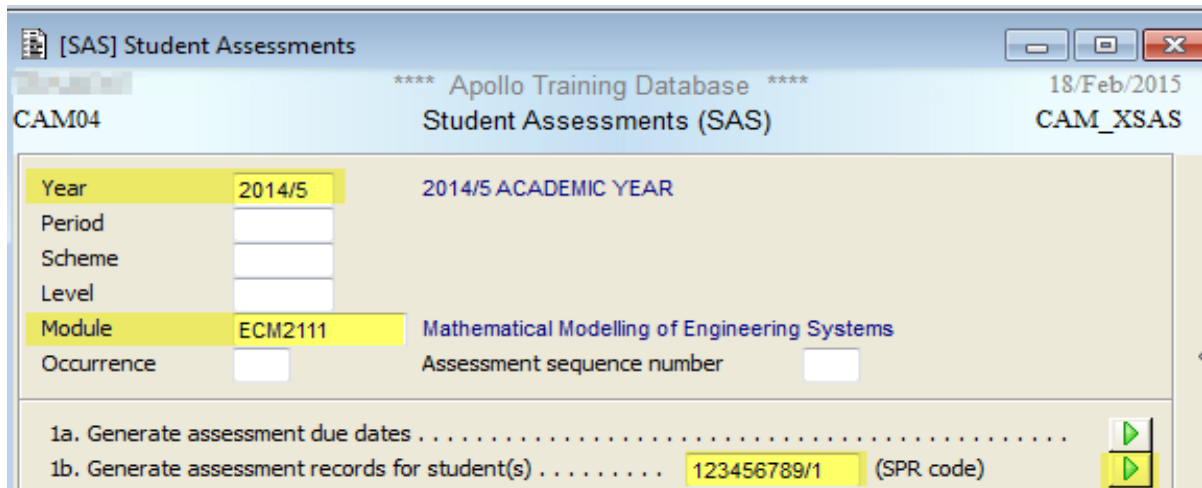 [SAS] Student Assessments
**** Apollo Training Database **** 18/Feb/2015
CAM04 Student Assessments (SAS) CAM_XSAS
Year 2014/5 2014/5 ACADEMIC YEAR
Period
Scheme
Level
Module ECM2111 Mathematical Modelling of Engineering Systems
Occurrence Assessment sequence number
1a. Generate assessment due dates . . . . . . . . . . . . . . . . . . . . . . . . . . . . . . . . . . . . . . . . . . . . .
1b. Generate assessment records for student(s) . . . . . . . . . 123456789/1 (SPR code)